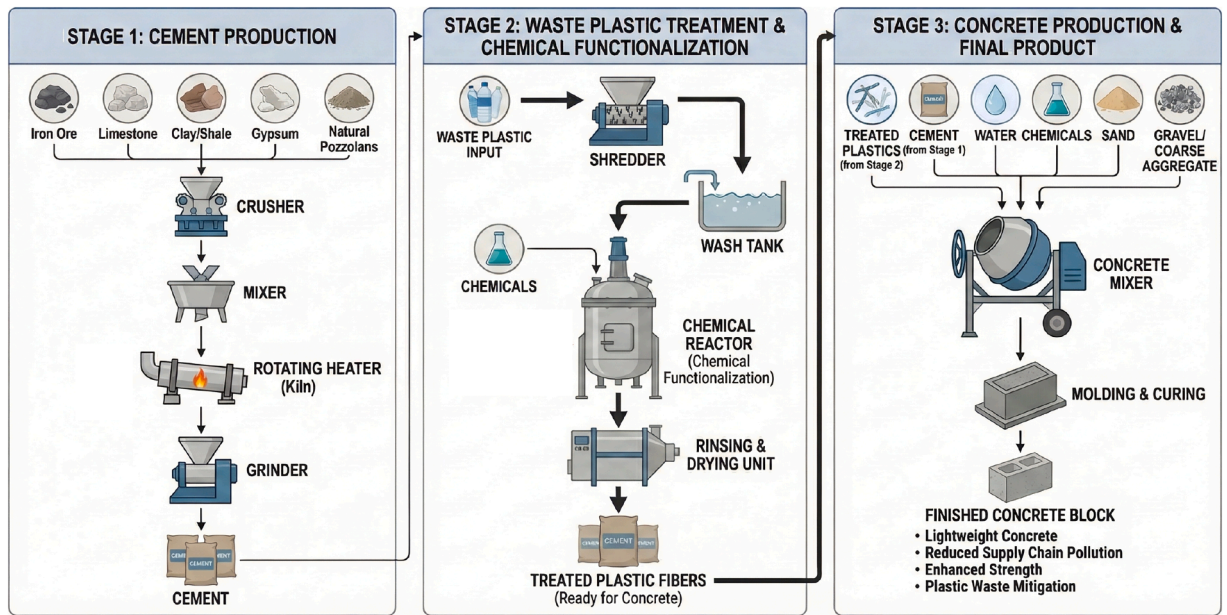 STAGE 1: CEMENT PRODUCTION
Iron Ore
Limestone
Clay/Shale
Gypsum
Natural
Pozzolans
CRUSHER
MIXER
ROTATING HEATER
(Kiln)
GRINDER
CEMENT
CEMENT
STAGE 2: WASTE PLASTIC TREATMENT &
CHEMICAL FUNCTIONALIZATION
WASTE PLASTIC
INPUT
SHREDDER
WASH TANK
CHEMICALS
CHEMICAL
REACTOR
(Chemical
Functionalization)
RINSING &
DRYING UNIT
CEMENT
TREATED PLASTIC FIBERS
(Ready for Concrete)
STAGE 3: CONCRETE PRODUCTION &
FINAL PRODUCT
TREATED
PLASTICS
(from Stage 2)
CEMENT
(from Stage 1)
WATER
CHEMICALS
SAND
GRAVEL/
COARSE
AGGREGATE
CONCRETE
MIXER
MOLDING & CURING
FINISHED CONCRETE BLOCK
• Lightweight Concrete
• Reduced Supply Chain Pollution
• Enhanced Strength
• Plastic Waste Mitigation